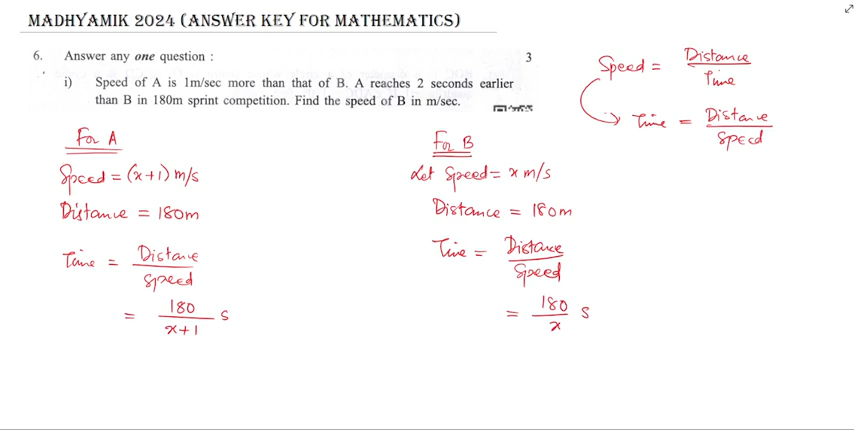 MADHYAMIK 2024 (ANSWER KEY FOR MATHEMATICS)
6. Answer any one question : 3
i) Speed of A is 1m/sec more than that of B. A reaches 2 seconds earlier
than B in 180m sprint competition. Find the speed of B in m/sec.
Speed = Distance / Time
Time = Distance / Speed
For A
Speed = (x+1) m/s
Distance = 180m
Time = Distance / Speed
= 180 / x+1 s
For B
Let Speed = x m/s
Distance = 180m
Time = Distance / Speed
= 180 / x s